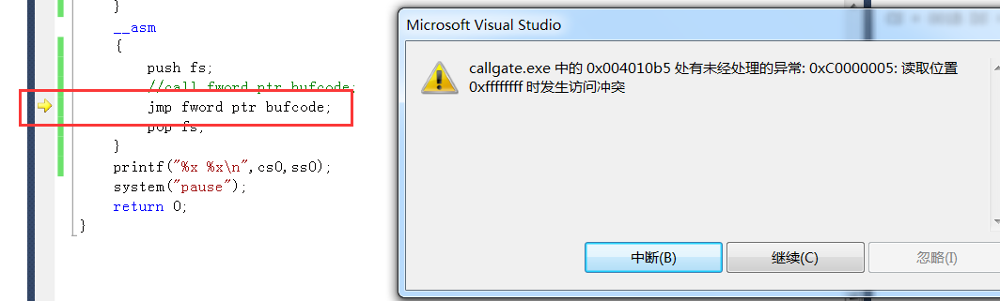 }
__asm
{
push fs;
//call fword ptr bufcode;
jmp fword ptr bufcode;
pop fs;
}
printf("%x %x\n",cs0,ss0);
system("pause");
return 0;
}
Microsoft Visual Studio
callgate.exe 中的 0x004010b5 处有未经处理的异常: 0xC0000005: 读取位置
0xffffffff 时发生访问冲突
中断(B)
继续(C)
忽略(I)